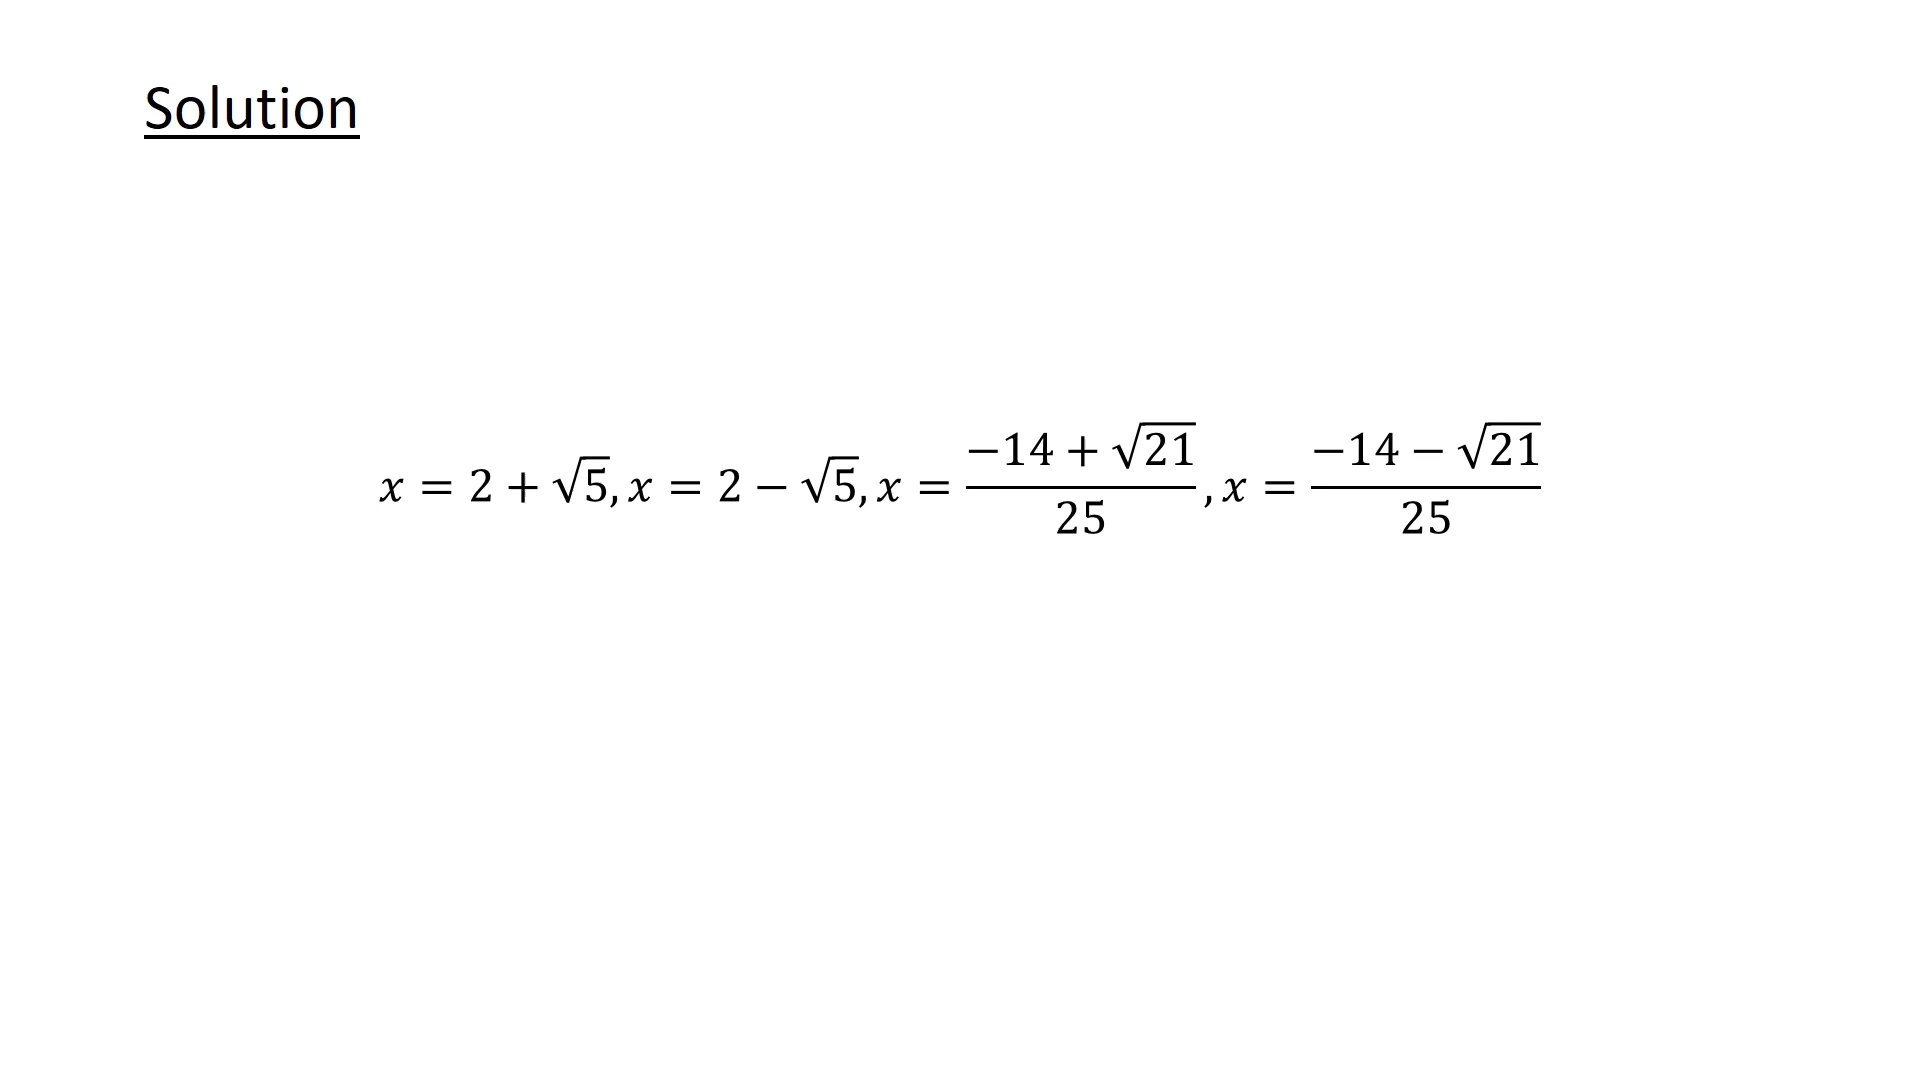 Solution
x = 2 + √5, x = 2 − √5, x = (−14 + √21)/25, x = (−14 − √21)/25